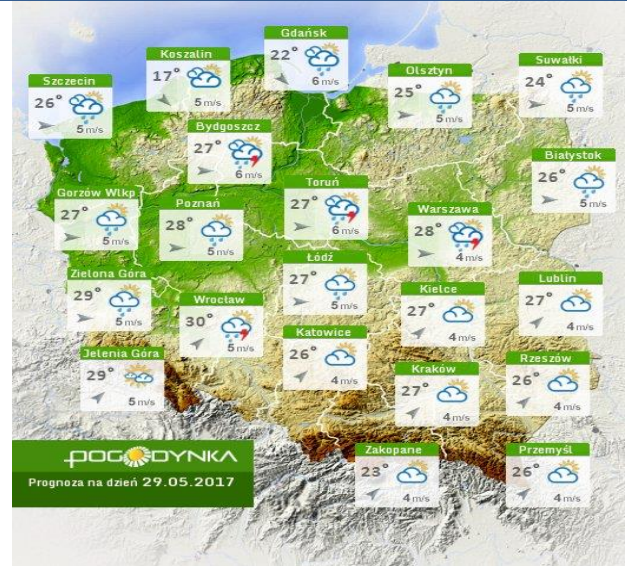 Gdańsk
22°
6 m/s
Koszalin
17°
5 m/s
Suwałki
24°
5 m/s
Olsztyn
25°
5 m/s
Szczecin
26°
5 m/s
Bydgoszcz
27°
6 m/s
Białystok
26°
5 m/s
Toruń
27°
6 m/s
Gorzów Wlkp
27°
5 m/s
Poznań
28°
5 m/s
Warszawa
28°
4 m/s
Łódź
27°
5 m/s
Zielona Góra
29°
5 m/s
Lublin
27°
4 m/s
Kielce
27°
4 m/s
Wrocław
30°
5 m/s
Katowice
26°
4 m/s
Jelenia Góra
29°
5 m/s
Rzeszów
26°
4 m/s
Kraków
27°
4 m/s
Zakopane
23°
4 m/s
Przemyśl
26°
4 m/s
POGODYNKA
Prognoza na dzień 29.05.2017